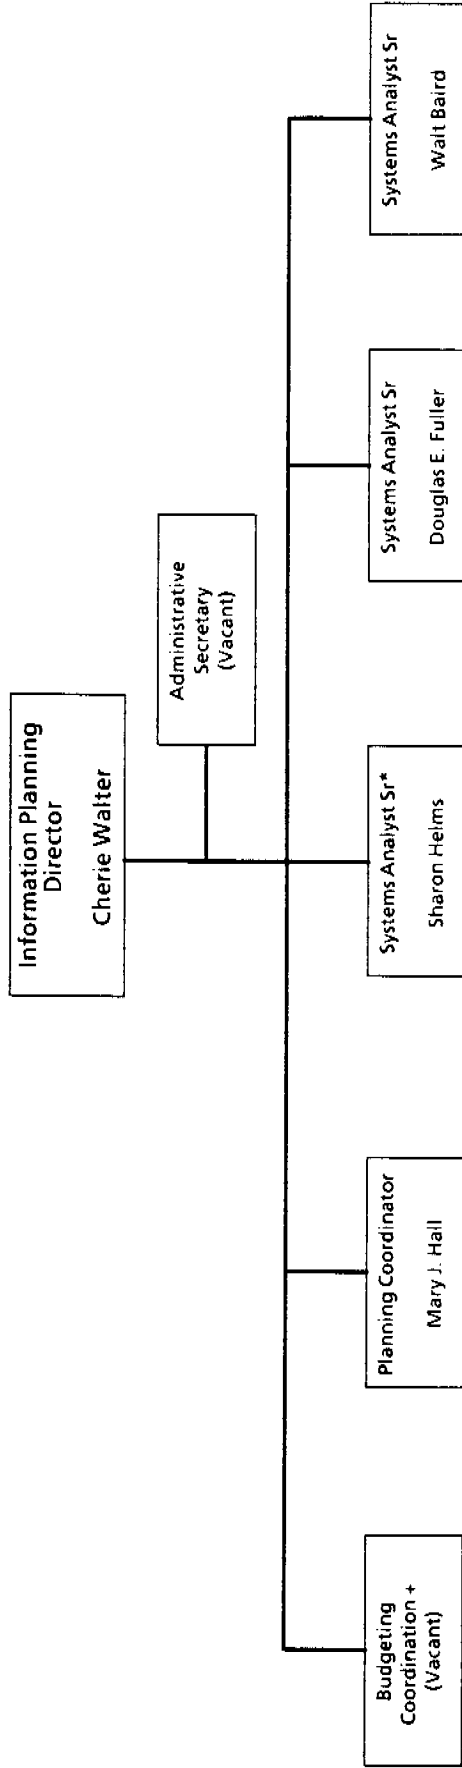 Information Planning
Director
Cherie Walter
Administrative
Secretary
(Vacant)
Budgeting
Coordination +
(Vacant)
Planning Coordinator
Mary J. Hall
Systems Analyst Sr*
Sharon Helms
Systems Analyst Sr
Douglas E. Fuller
Systems Analyst Sr
Walt Baird